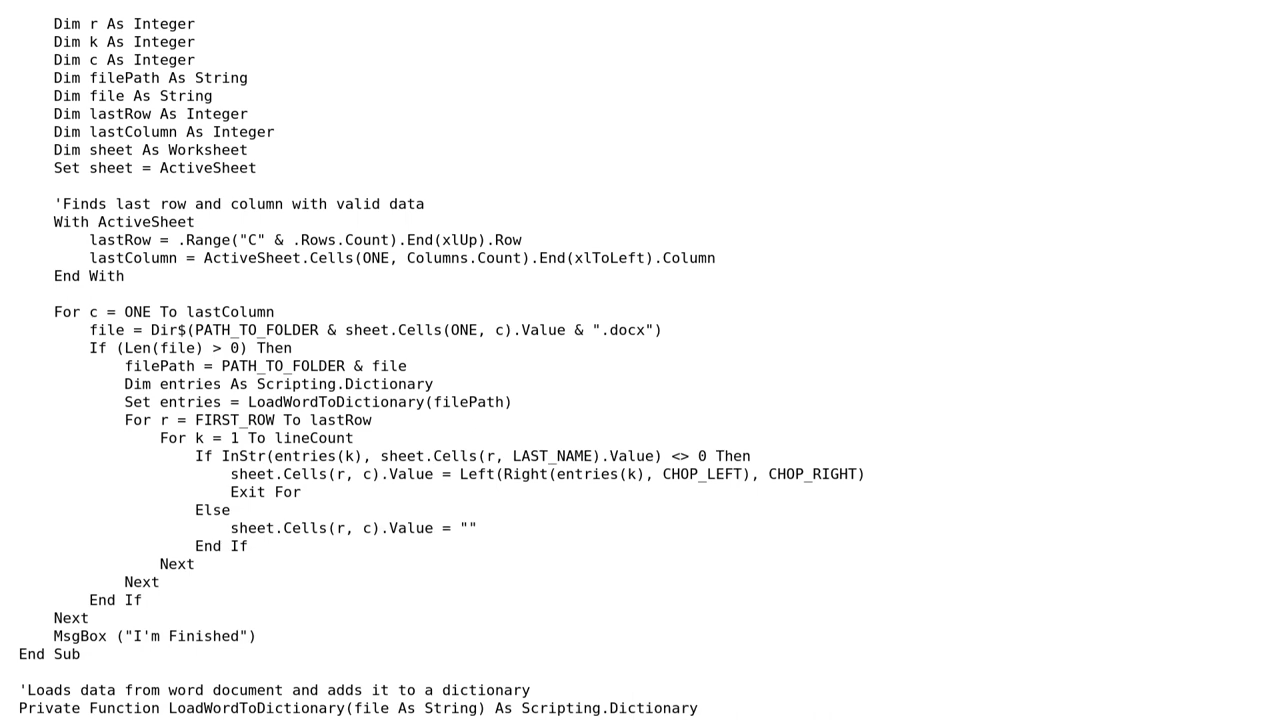 Dim r As Integer
Dim k As Integer
Dim c As Integer
Dim filePath As String
Dim file As String
Dim lastRow As Integer
Dim lastColumn As Integer
Dim sheet As Worksheet
Set sheet = ActiveSheet
'Finds last row and column with valid data
With ActiveSheet
lastRow = .Range("C" & .Rows.Count).End(xlUp).Row
lastColumn = ActiveSheet.Cells(ONE, Columns.Count).End(xlToLeft).Column
End With
For c = ONE To lastColumn
file = Dir$(PATH_TO_FOLDER & sheet.Cells(ONE, c).Value & ".docx")
If (Len(file) > 0) Then
filePath = PATH_TO_FOLDER & file
Dim entries As Scripting.Dictionary
Set entries = LoadWordToDictionary(filePath)
For r = FIRST_ROW To lastRow
For k = 1 To lineCount
If InStr(entries(k), sheet.Cells(r, LAST_NAME).Value) <> 0 Then
sheet.Cells(r, c).Value = Left(Right(entries(k), CHOP_LEFT), CHOP_RIGHT)
Exit For
Else
sheet.Cells(r, c).Value = ""
End If
Next
Next
End If
Next
MsgBox ("I'm Finished")
End Sub
'Loads data from word document and adds it to a dictionary
Private Function LoadWordToDictionary(file As String) As Scripting.Dictionary